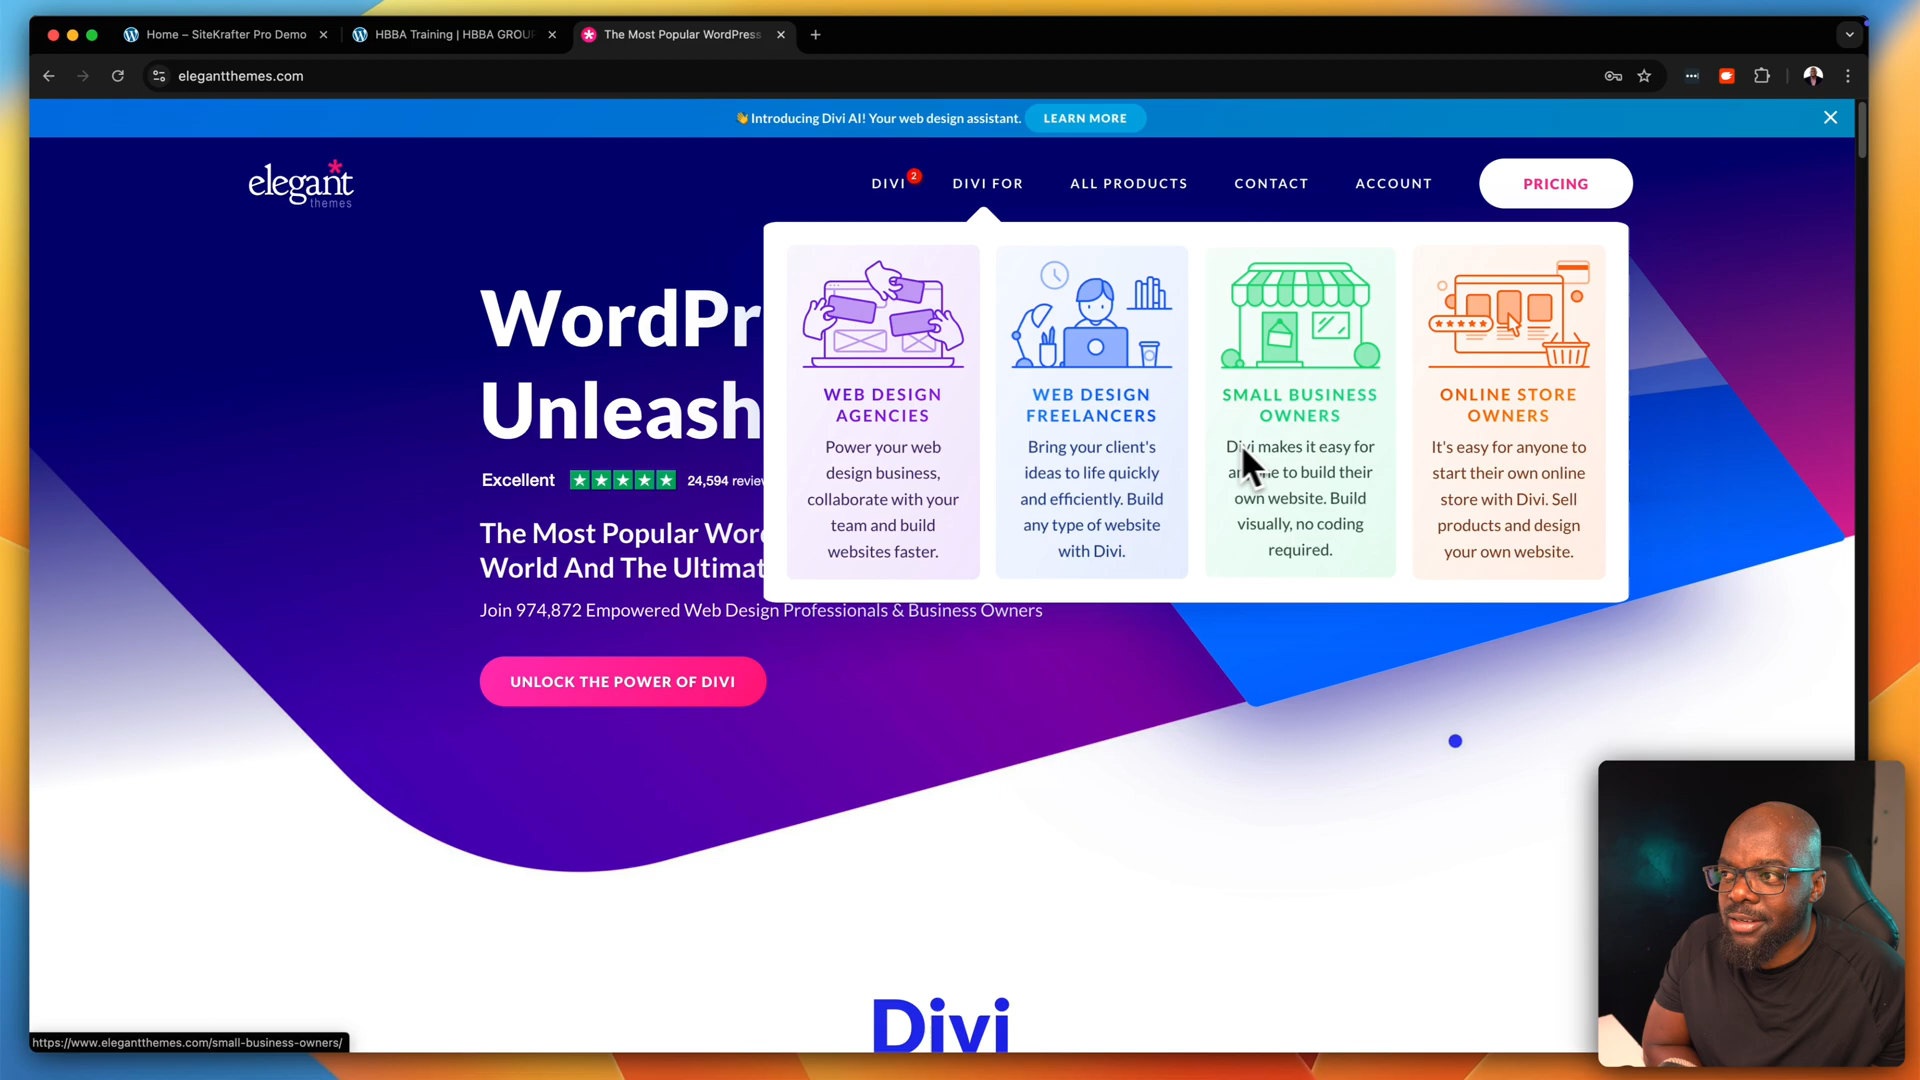 Home – SiteKrafter Pro Demo
HBBA Training | HBBA GROUP
The Most Popular WordPress
elegantthemes.com
👋 Introducing Divi AI! Your web design assistant. LEARN MORE
elegant themes
DIVI 2
DIVI FOR
ALL PRODUCTS
CONTACT
ACCOUNT
PRICING
WordPr
Unleash
Excellent
24,594 review
The Most Popular Wor
World And The Ultimat
Join 974,872 Empowered Web Design Professionals & Business Owners
UNLOCK THE POWER OF DIVI
WEB DESIGN
AGENCIES
Power your web
design business,
collaborate with your
team and build
websites faster.
WEB DESIGN
FREELANCERS
Bring your client's
ideas to life quickly
and efficiently. Build
any type of website
with Divi.
SMALL BUSINESS
OWNERS
Divi makes it easy for
to build their
own website. Build
visually, no coding
required.
ONLINE STORE
OWNERS
It's easy for anyone to
start their own online
store with Divi. Sell
products and design
your own website.
Divi
https://www.elegantthemes.com/small-business-owners/